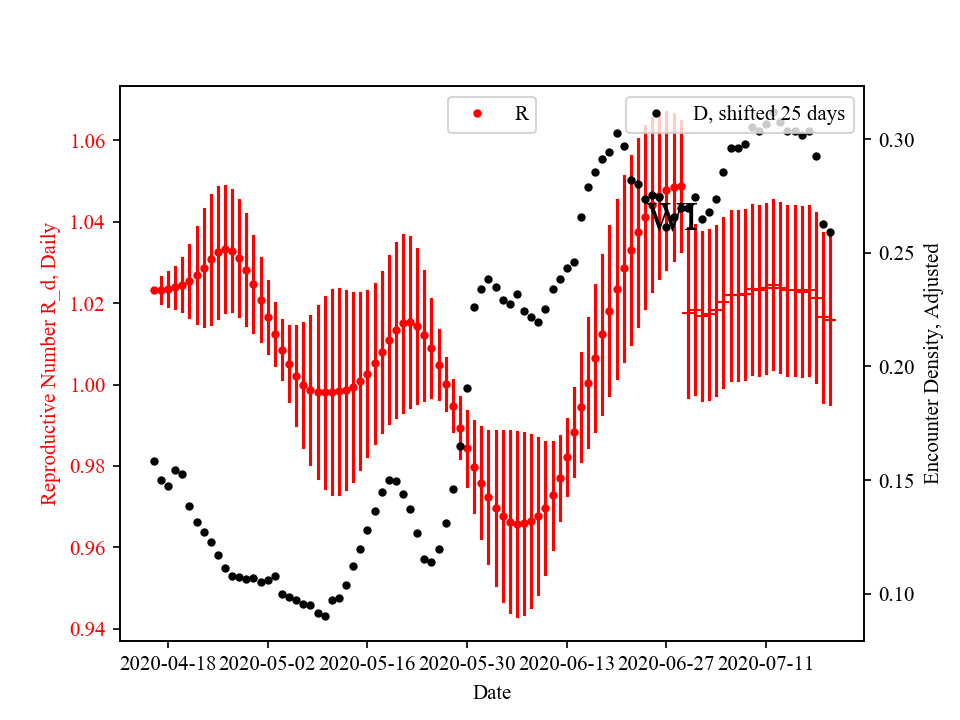 R
D, shifted 25 days
1.06
1.04
1.02
1.00
0.98
0.96
0.94
Reproductive Number R_d, Daily
WI
0.30
0.25
0.20
0.15
0.10
Encounter Density, Adjusted
2020-04-18 2020-05-02 2020-05-16 2020-05-30 2020-06-13 2020-06-27 2020-07-11
Date